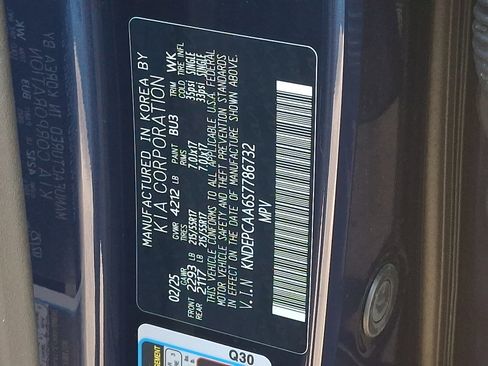 MANUFACTURED IN KOREA BY
KIA CORPORATION
02/25 GVWR 4212 LB PAINT BU3 TRIM WK
TIRES RIMS COLD TIRE INFL
FRONT 2293 LB 215/55R17 7.0Jx17 35psi SINGLE
REAR 2117 LB 215/55R17 7.0Jx17 33psi SINGLE
THIS VEHICLE CONFORMS TO ALL APPLICABLE U.S.A. FEDERAL
MOTOR VEHICLE SAFETY AND THEFT PREVENTION STANDARDS
IN EFFECT ON THE DATE OF MANUFACTURE SHOWN ABOVE.
V.I.N KNDEPCAA6S7786732
MPV
Q30